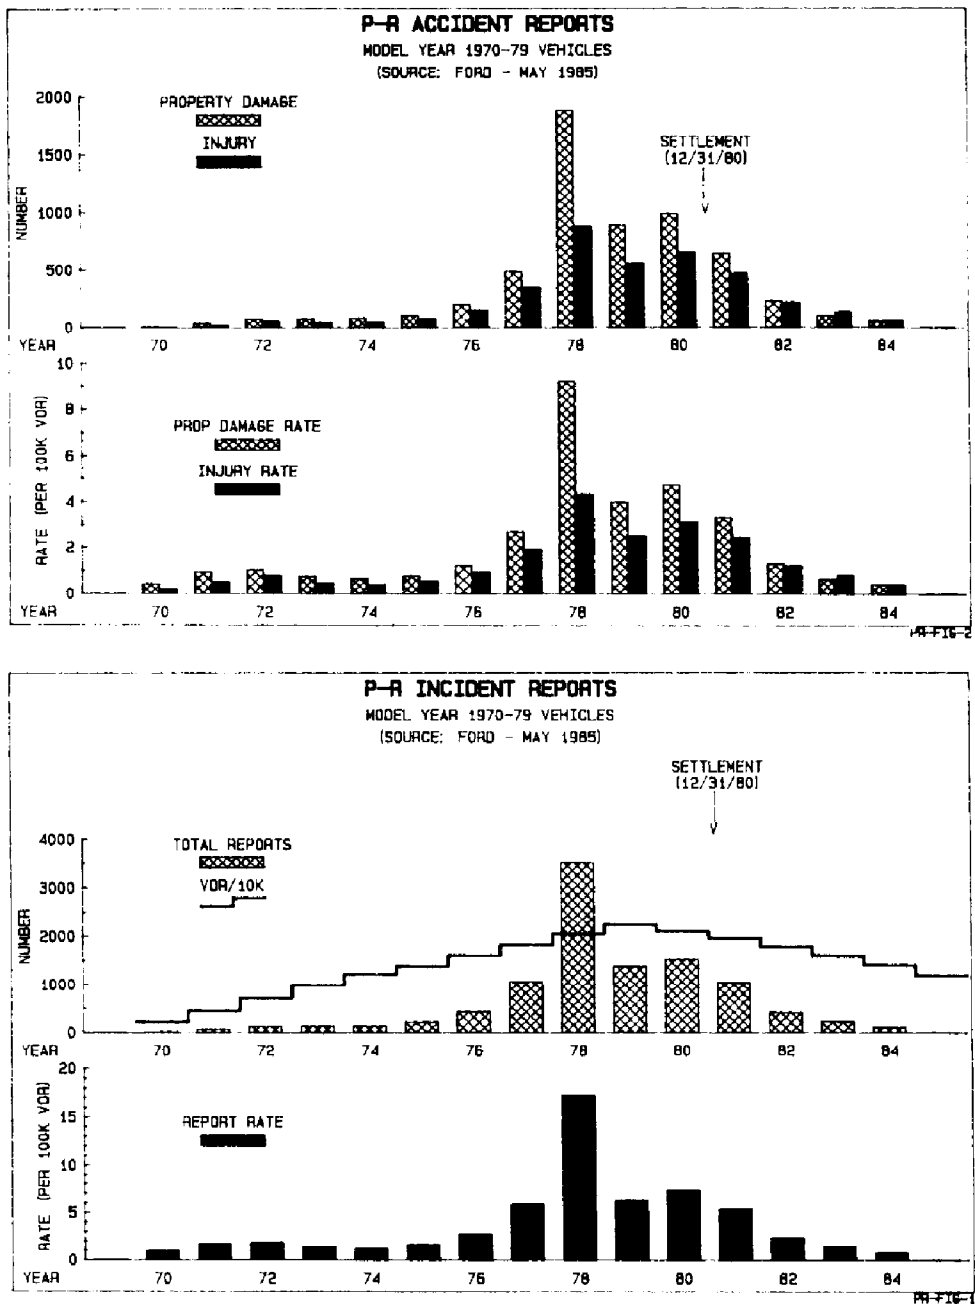 P-R ACCIDENT REPORTS
MODEL YEAR 1970-79 VEHICLES
(SOURCE: FORD - MAY 1985)
PROPERTY DAMAGE
INJURY
SETTLEMENT
(12/31/80)
NUMBER
2000
1500
1000
500
0
YEAR 70 72 74 76 78 80 82 84
PROP DAMAGE RATE
INJURY RATE
RATE (PER 100K VOR)
10
8
6
4
2
0
YEAR 70 72 74 76 78 80 82 84
PR-FIG-2
P-R INCIDENT REPORTS
MODEL YEAR 1970-79 VEHICLES
(SOURCE: FORD - MAY 1985)
SETTLEMENT
(12/31/80)
TOTAL REPORTS
VOR/10K
NUMBER
4000
3000
2000
1000
0
YEAR 70 72 74 76 78 80 82 84
REPORT RATE
RATE (PER 100K VOR)
20
15
10
5
0
YEAR 70 72 74 76 78 80 82 84
PR-FIG-1